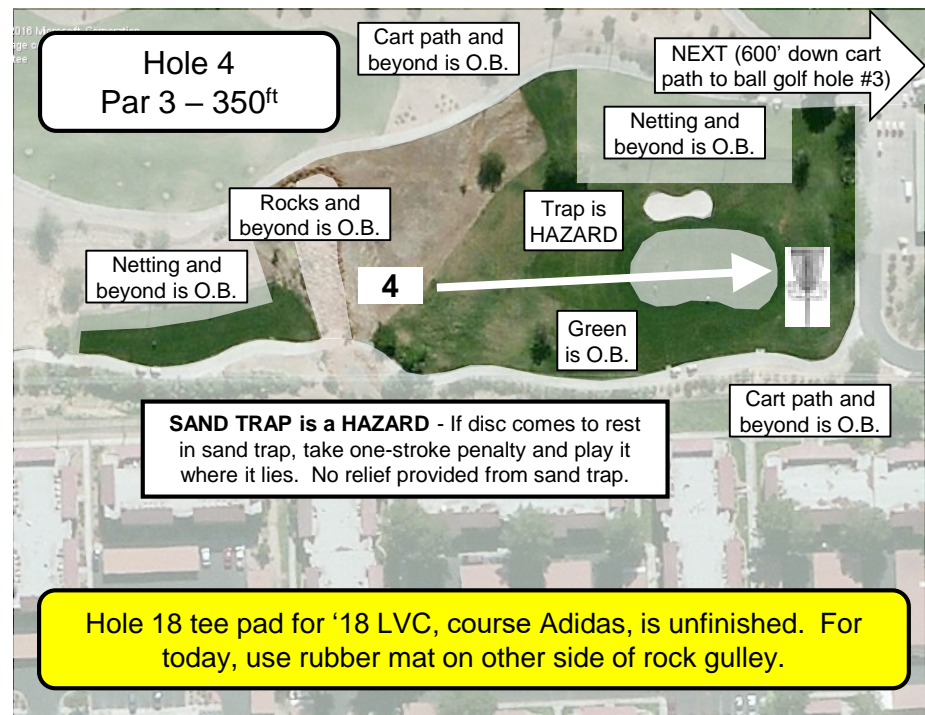 2016 Microsoft Corporation
Hole 4
Par 3 – 350ft
Cart path and
beyond is O.B.
NEXT (600' down cart
path to ball golf hole #3)
Netting and
beyond is O.B.
Rocks and
beyond is O.B.
Trap is
HAZARD
Netting and
beyond is O.B.
4
Green
is O.B.
Cart path and
beyond is O.B.
SAND TRAP is a HAZARD - If disc comes to rest
in sand trap, take one-stroke penalty and play it
where it lies. No relief provided from sand trap.
Hole 18 tee pad for ‘18 LVC, course Adidas, is unfinished. For
today, use rubber mat on other side of rock gulley.